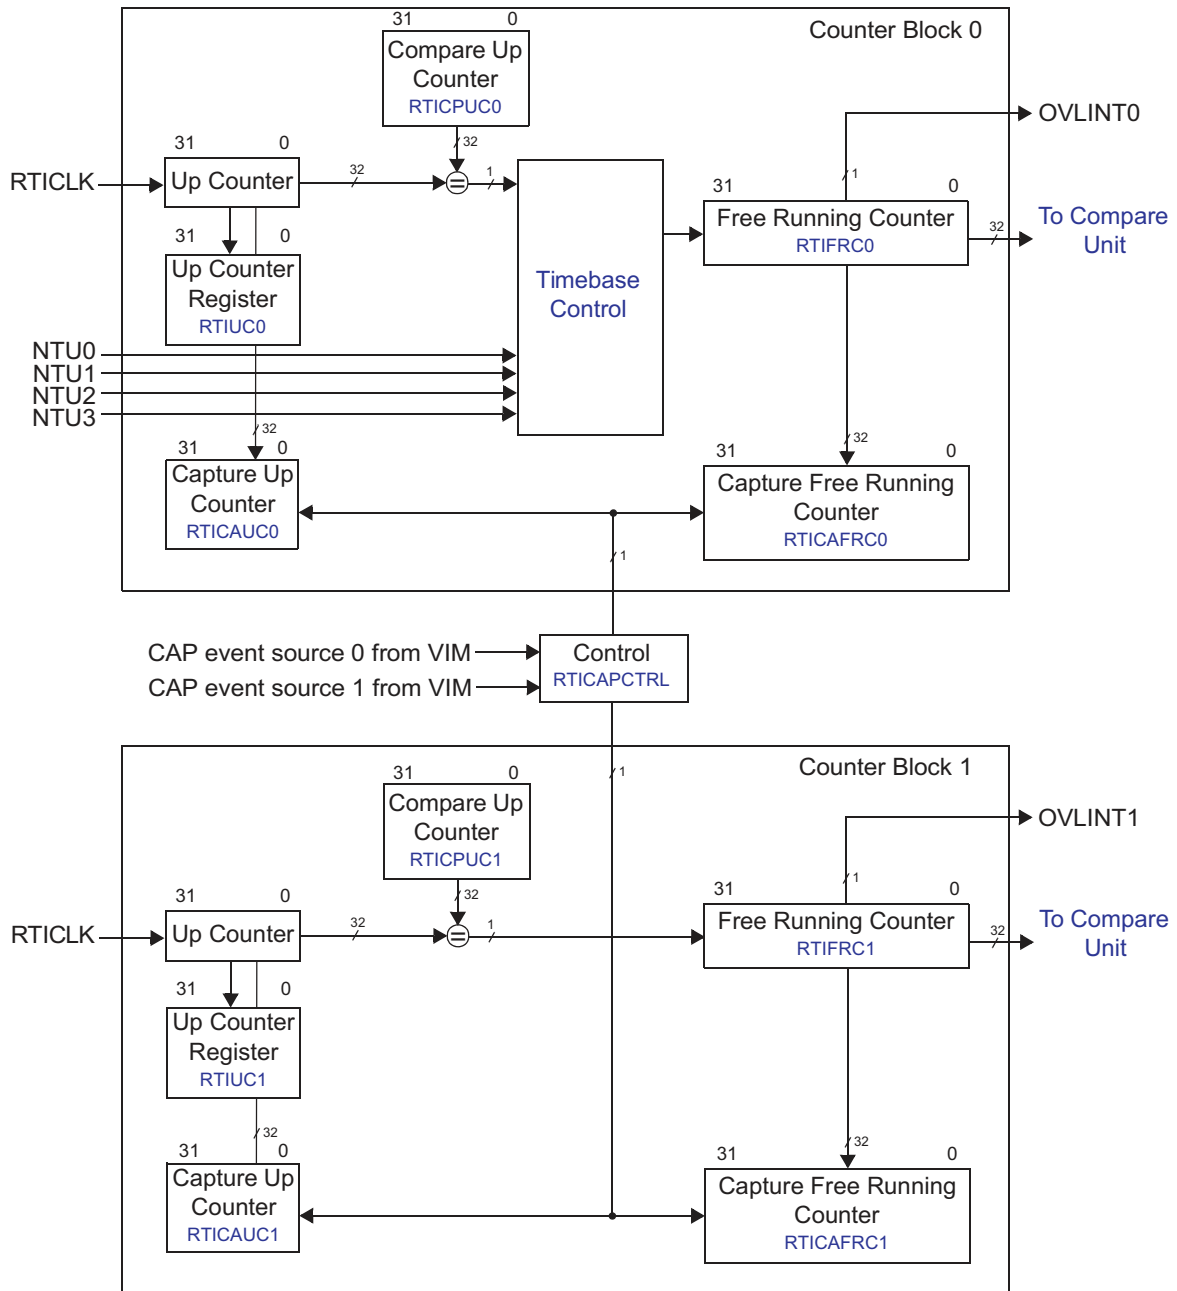 Counter Block 0
31 0
Compare Up
Counter
RTICPUC0
32
OVLINT0
31 0
RTICLK
Up Counter
32
=
1
31 0
1
Free Running Counter
RTIFRC0
32
To Compare
Unit
31 0
Up Counter
Register
RTIUC0
Timebase
Control
NTU0
NTU1
NTU2
NTU3
32
31 0
Capture Up
Counter
RTICAUC0
32
31 0
Capture Free Running
Counter
RTICAFRC0
1
CAP event source 0 from VIM
CAP event source 1 from VIM
Control
RTICAPCTRL
Counter Block 1
1
31 0
Compare Up
Counter
RTICPUC1
32
OVLINT1
31 0
RTICLK
Up Counter
32
=
1
31 0
1
Free Running Counter
RTIFRC1
32
To Compare
Unit
31 0
Up Counter
Register
RTIUC1
32
31 0
Capture Up
Counter
RTICAUC1
32
31 0
Capture Free Running
Counter
RTICAFRC1